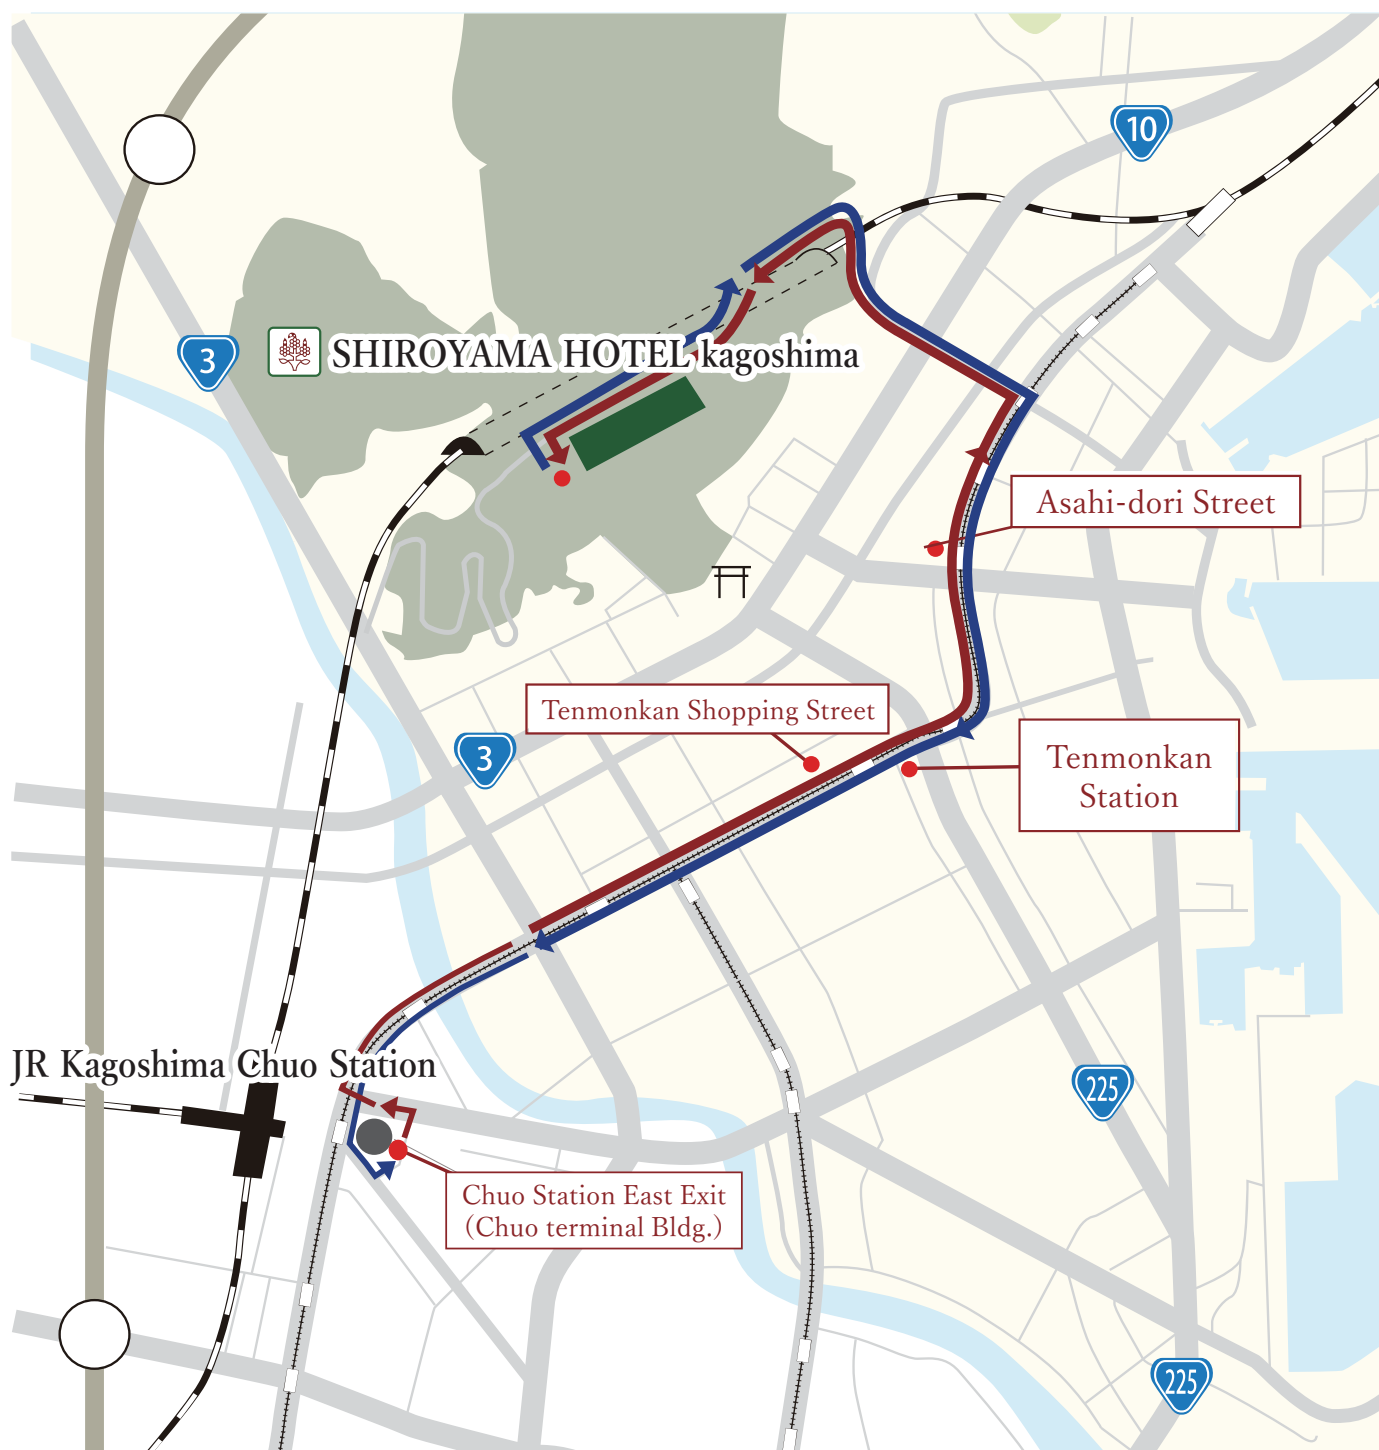 10
3
SHIROYAMA HOTEL kagoshima
Asahi-dori Street
Tenmonkan Shopping Street
3
Tenmonkan
Station
JR Kagoshima Chuo Station
225
Chuo Station East Exit
(Chuo terminal Bldg.)
225